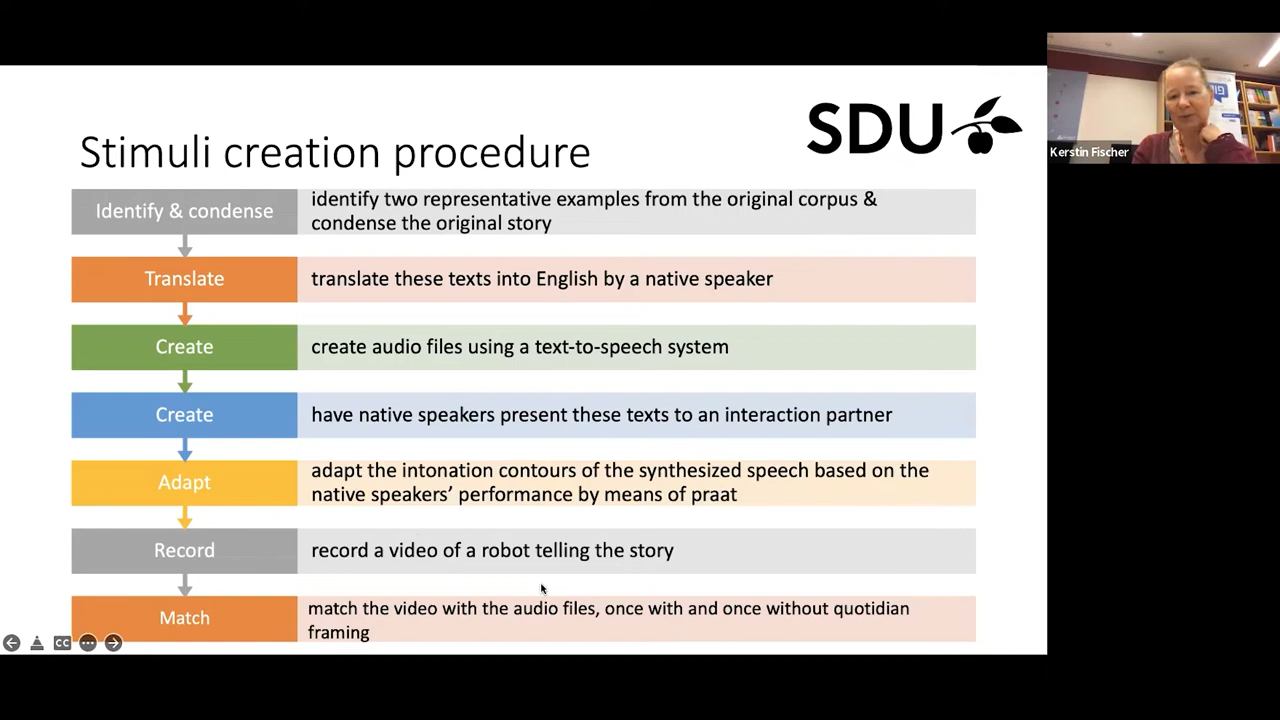 SDU
Kerstin Fischer
Stimuli creation procedure
Identify & condense
identify two representative examples from the original corpus &
condense the original story
Translate
translate these texts into English by a native speaker
Create
create audio files using a text-to-speech system
Create
have native speakers present these texts to an interaction partner
Adapt
adapt the intonation contours of the synthesized speech based on the
native speakers’ performance by means of praat
Record
record a video of a robot telling the story
Match
match the video with the audio files, once with and once without quotidian
framing
CC